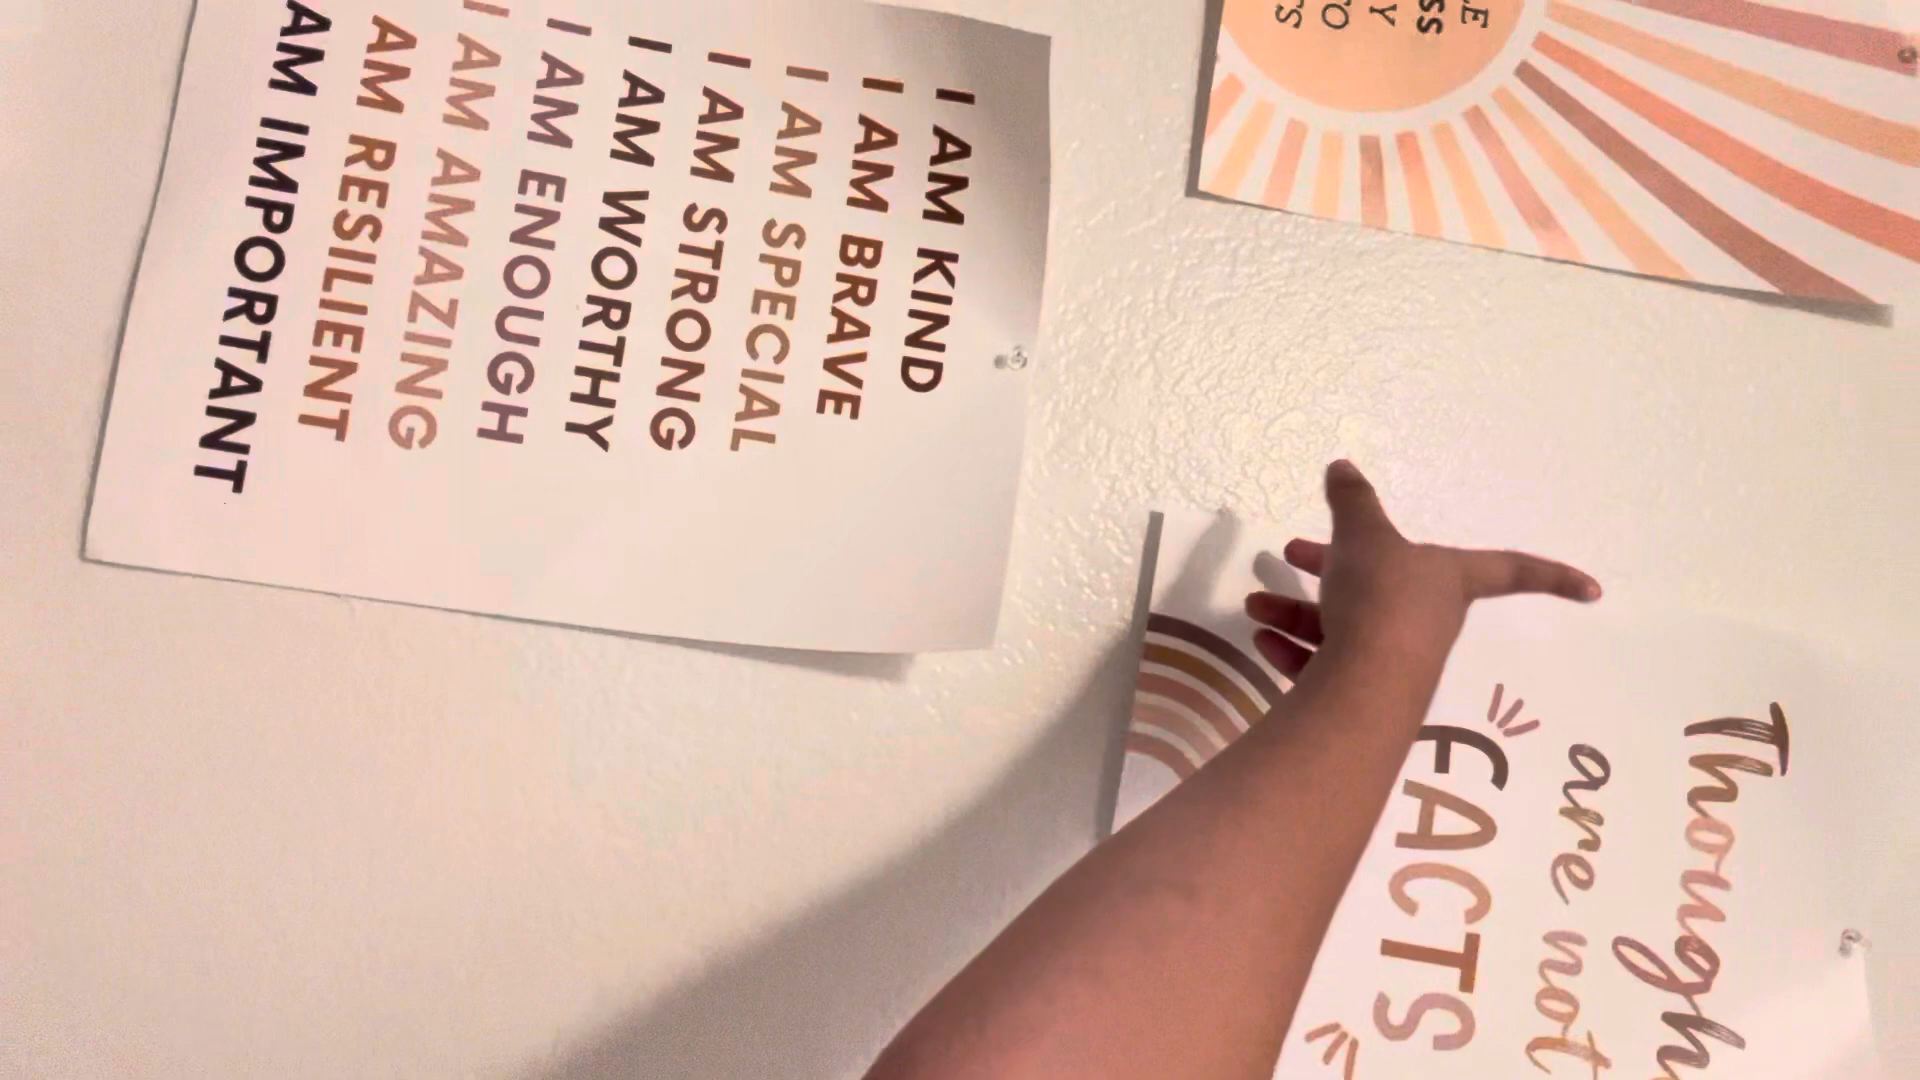 I AM KIND
I AM BRAVE
I AM SPECIAL
I AM STRONG
I AM WORTHY
I AM ENOUGH
I AM AMAZING
AM RESILIENT
AM IMPORTANT
are not
FACTS